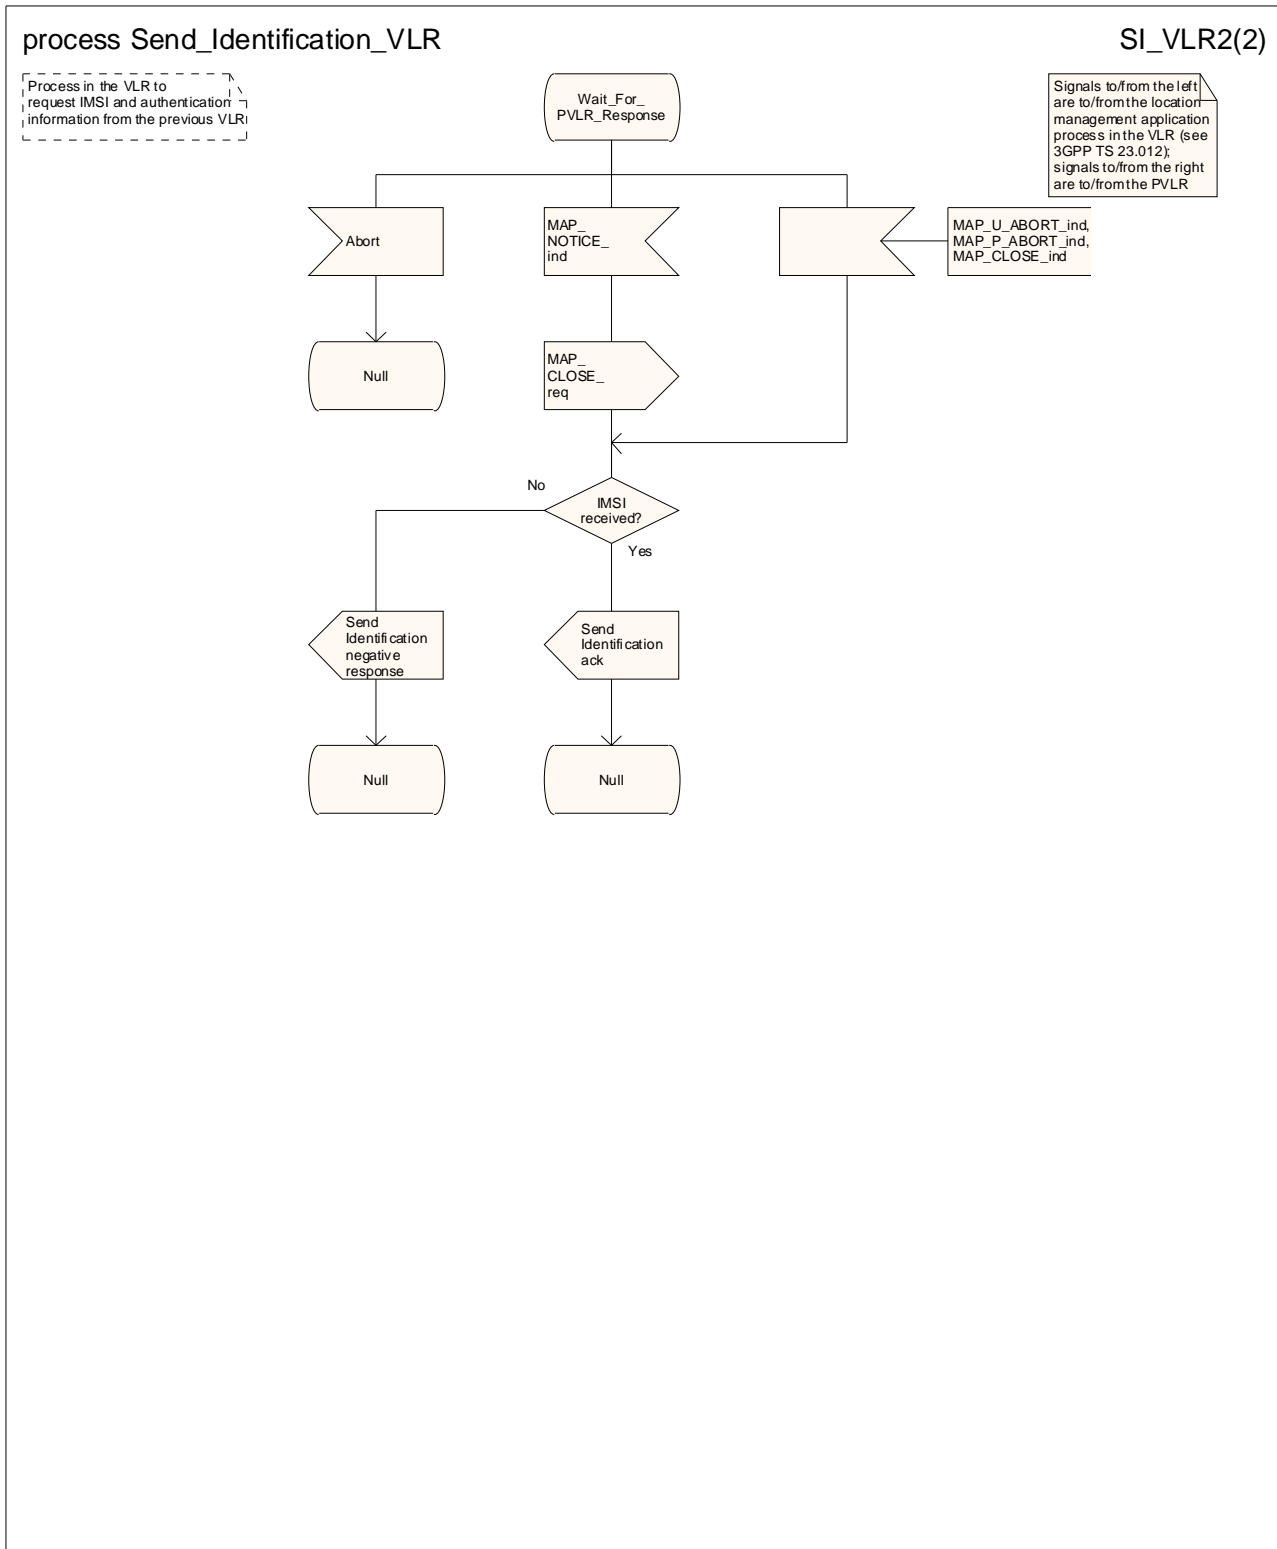 process Send_Identification_VLR
SI_VLR2(2)
Process in the VLR to
request IMSI and authentication
information from the previous VLR
Wait_For_
PVLR_Response
Signals to/from the left
are to/from the location
management application
process in the VLR (see
3GPP TS 23.012);
signals to/from the right
are to/from the PVLR
Abort
MAP_
NOTICE_
ind
MAP_U_ABORT_ind,
MAP_P_ABORT_ind,
MAP_CLOSE_ind
Null
MAP_
CLOSE_
req
No
IMSI
received?
Yes
Send
Identification
negative
response
Send
Identification
ack
Null
Null